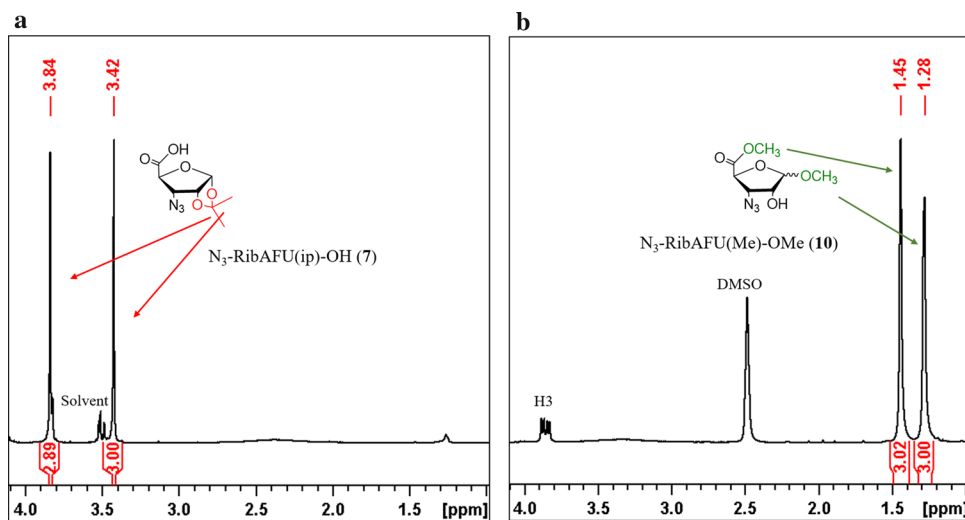 a
3.84
3.42
OH
O
O
O
N₃
O
N₃-RibAFU(ip)-OH (7)
Solvent
2.89
3.00
4.0 3.5 3.0 2.5 2.0 1.5 [ppm]
b
1.45
1.28
OCH₃
O
O
OCH₃
N₃ OH
N₃-RibAFU(Me)-OMe (10)
DMSO
H3
3.02
3.00
4.0 3.5 3.0 2.5 2.0 1.5 [ppm]